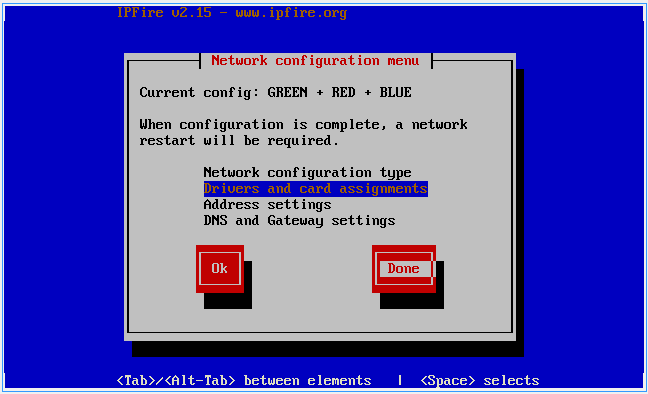 IPFire v2.15 - www.ipfire.org
Network configuration menu
Current config: GREEN + RED + BLUE
When configuration is complete, a network
restart will be required.
Network configuration type
Drivers and card assignments
Address settings
DNS and Gateway settings
Ok Done
<Tab>/<Alt-Tab> between elements | <Space> selects